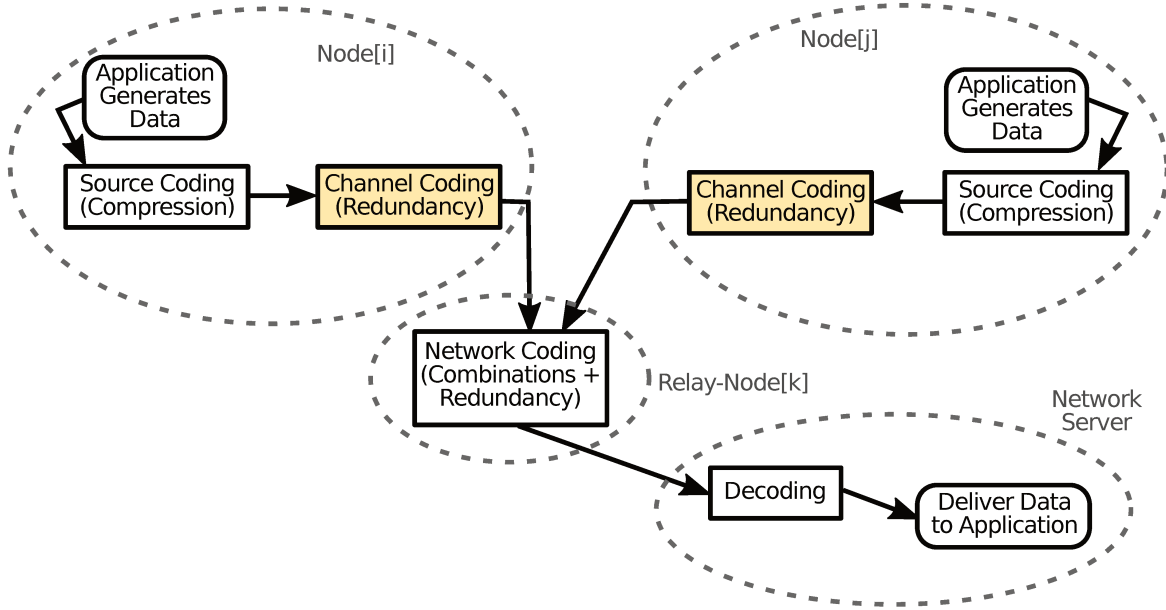 Node[i]
Application
Generates
Data
Source Coding
(Compression)
Channel Coding
(Redundancy)
Node[j]
Application
Generates
Data
Channel Coding
(Redundancy)
Source Coding
(Compression)
Network Coding
(Combinations +
Redundancy)
Relay-Node[k]
Network
Server
Decoding
Deliver Data
to Application